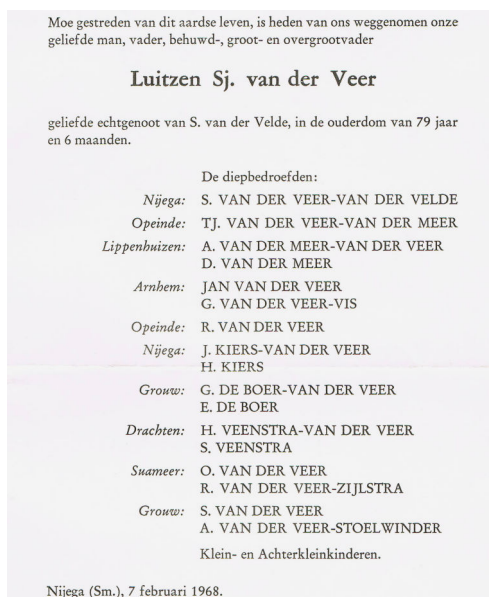 Moe gestreden van dit aardse leven, is heden van ons weggenomen onze
geliefde man, vader, behuwd-, groot- en overgrootvader
Luitzen Sj. van der Veer
geliefde echtgenoot van S. van der Velde, in de ouderdom van 79 jaar
en 6 maanden.
De diepbedroefden:
Nijega: S. VAN DER VEER-VAN DER VELDE
Opeinde: TJ. VAN DER VEER-VAN DER MEER
Lippenhuizen: A. VAN DER MEER-VAN DER VEER
D. VAN DER MEER
Arnhem: JAN VAN DER VEER
G. VAN DER VEER-VIS
Opeinde: R. VAN DER VEER
Nijega: J. KIERS-VAN DER VEER
H. KIERS
Grouw: G. DE BOER-VAN DER VEER
E. DE BOER
Drachten: H. VEENSTRA-VAN DER VEER
S. VEENSTRA
Suameer: O. VAN DER VEER
R. VAN DER VEER-ZIJLSTRA
Grouw: S. VAN DER VEER
A. VAN DER VEER-STOELWINDER
Klein- en Achterkleinkinderen.
Nijega (Sm.), 7 februari 1968.